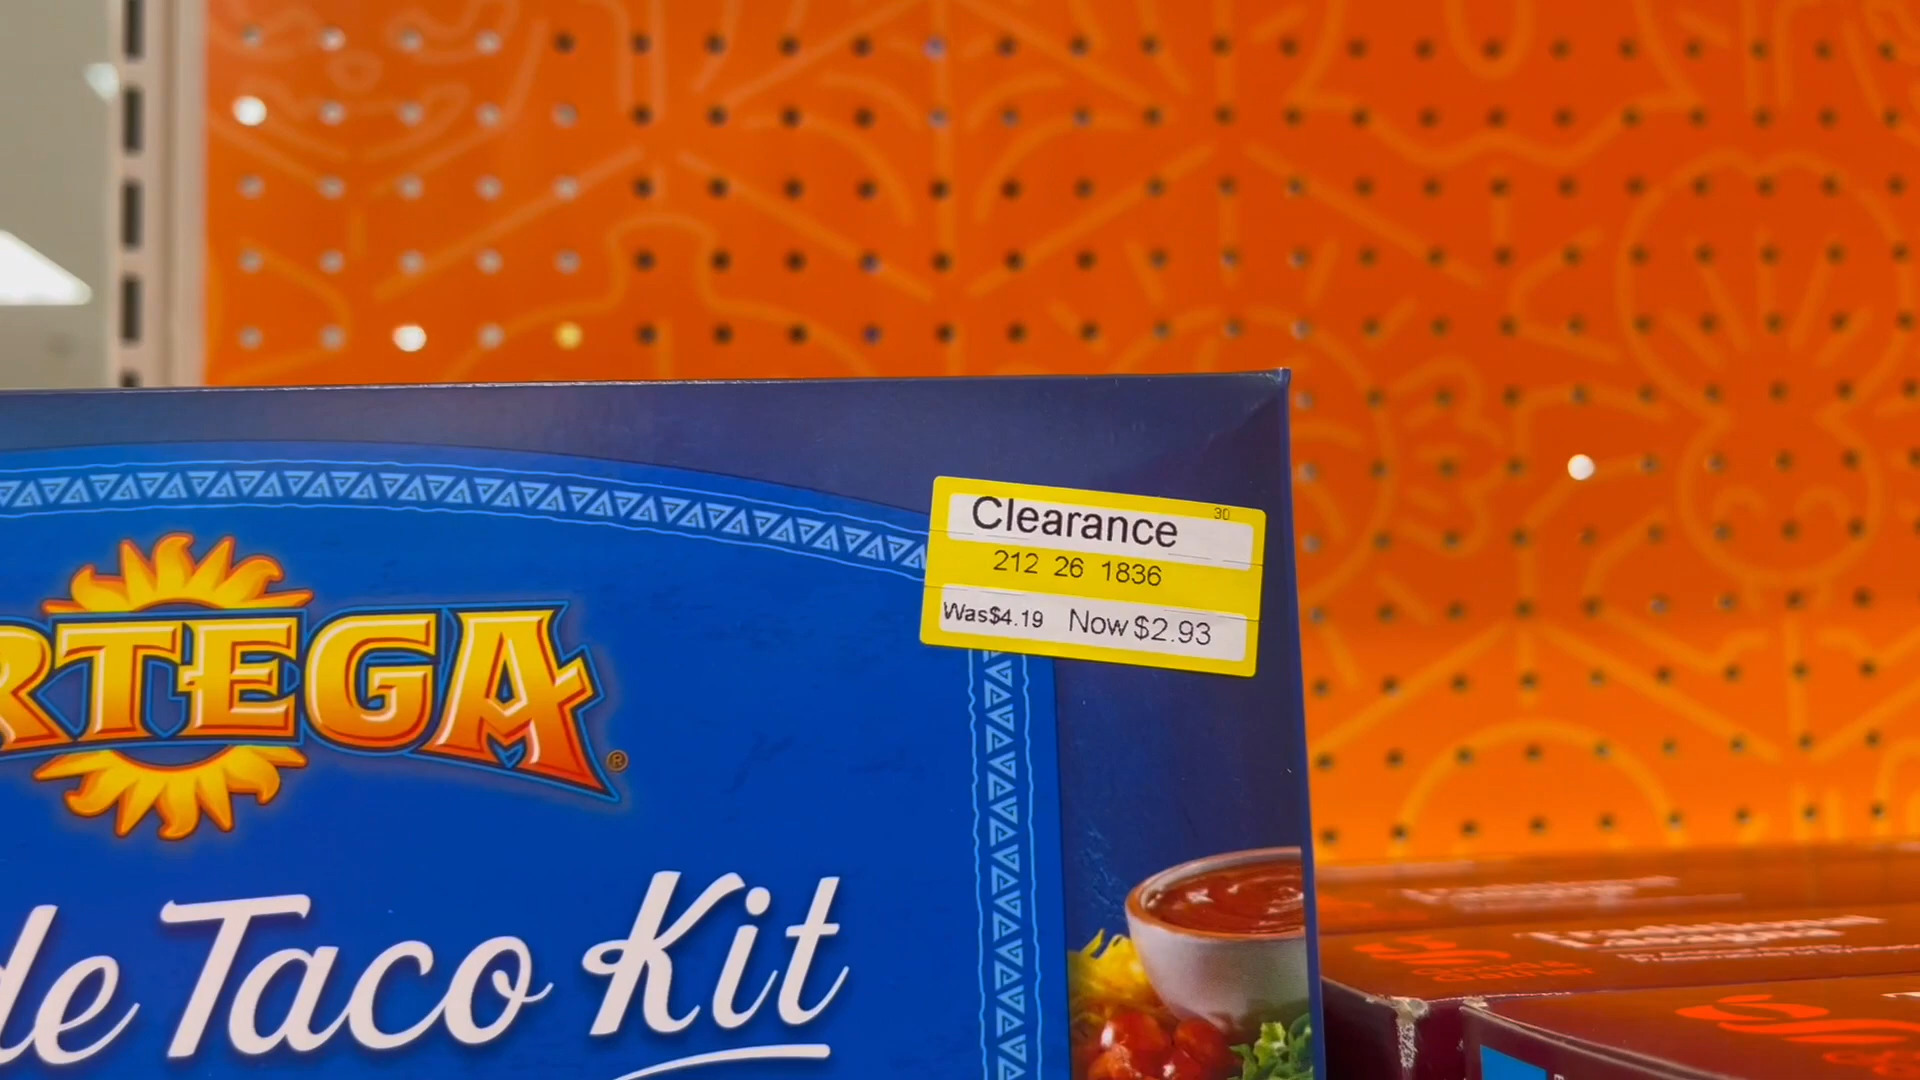 30
Clearance
212 26 1836
Was$4.19 Now $2.93
RTEGA®
de Taco Kit